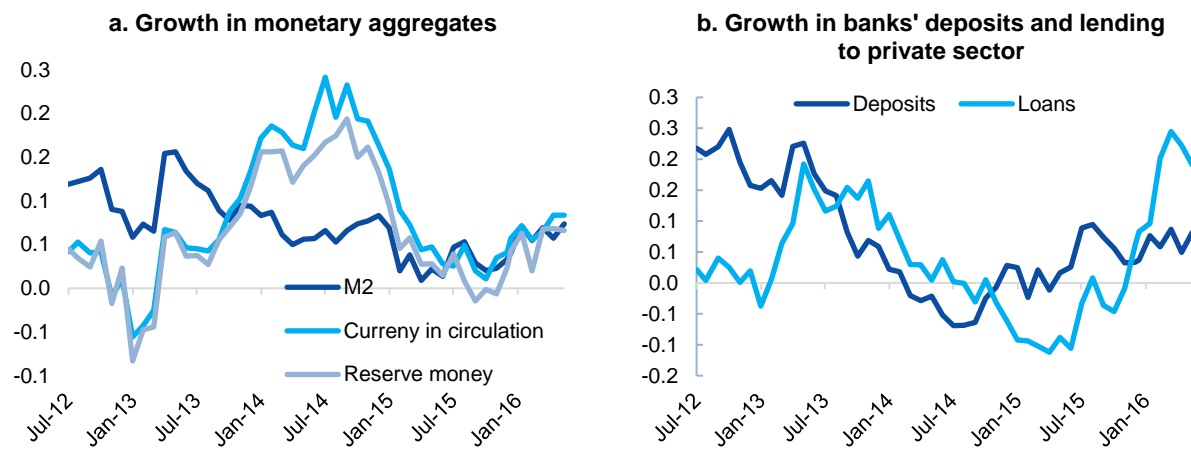 a. Growth in monetary aggregates
0.3
0.2
0.2
0.1
0.1
0.0
-0.1
-0.1
M2
Curreny in circulation
Reserve money
Jul-12
Jan-13
Jul-13
Jan-14
Jul-14
Jan-15
Jul-15
Jan-16
b. Growth in banks' deposits and lending
to private sector
0.3
0.3
0.2
0.2
0.1
0.1
0.0
-0.1
-0.1
-0.2
Deposits
Loans
Jul-12
Jan-13
Jul-13
Jan-14
Jul-14
Jan-15
Jul-15
Jan-16